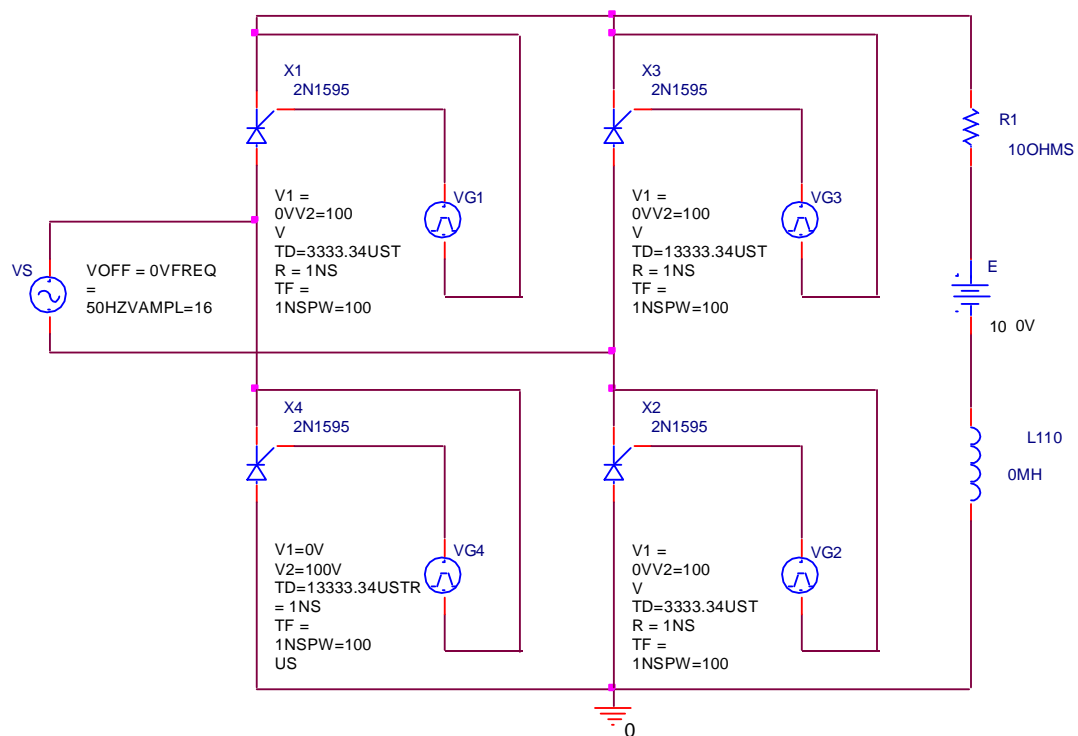 X1
2N1595
X3
2N1595
R1
10OHMS
VG1
V1 =
0VV2=100
V
TD=3333.34UST
R = 1NS
TF =
1NSPW=100
VG3
V1 =
0VV2=100
V
TD=13333.34UST
R = 1NS
TF =
1NSPW=100
VS
VOFF = 0VFREQ
=
50HZVAMPL=16
E
10 0V
X4
2N1595
X2
2N1595
L110
0MH
VG4
V1=0V
V2=100V
TD=13333.34USTR
= 1NS
TF =
1NSPW=100
US
VG2
V1 =
0VV2=100
V
TD=3333.34UST
R = 1NS
TF =
1NSPW=100
0